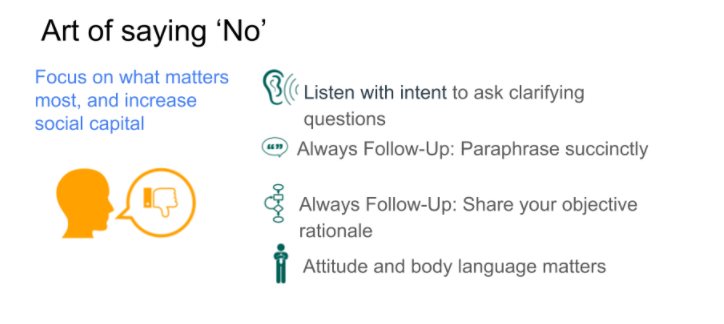 Art of saying ‘No’
Focus on what matters
most, and increase
social capital
Listen with intent to ask clarifying
questions
Always Follow-Up: Paraphrase succinctly
Always Follow-Up: Share your objective
rationale
Attitude and body language matters